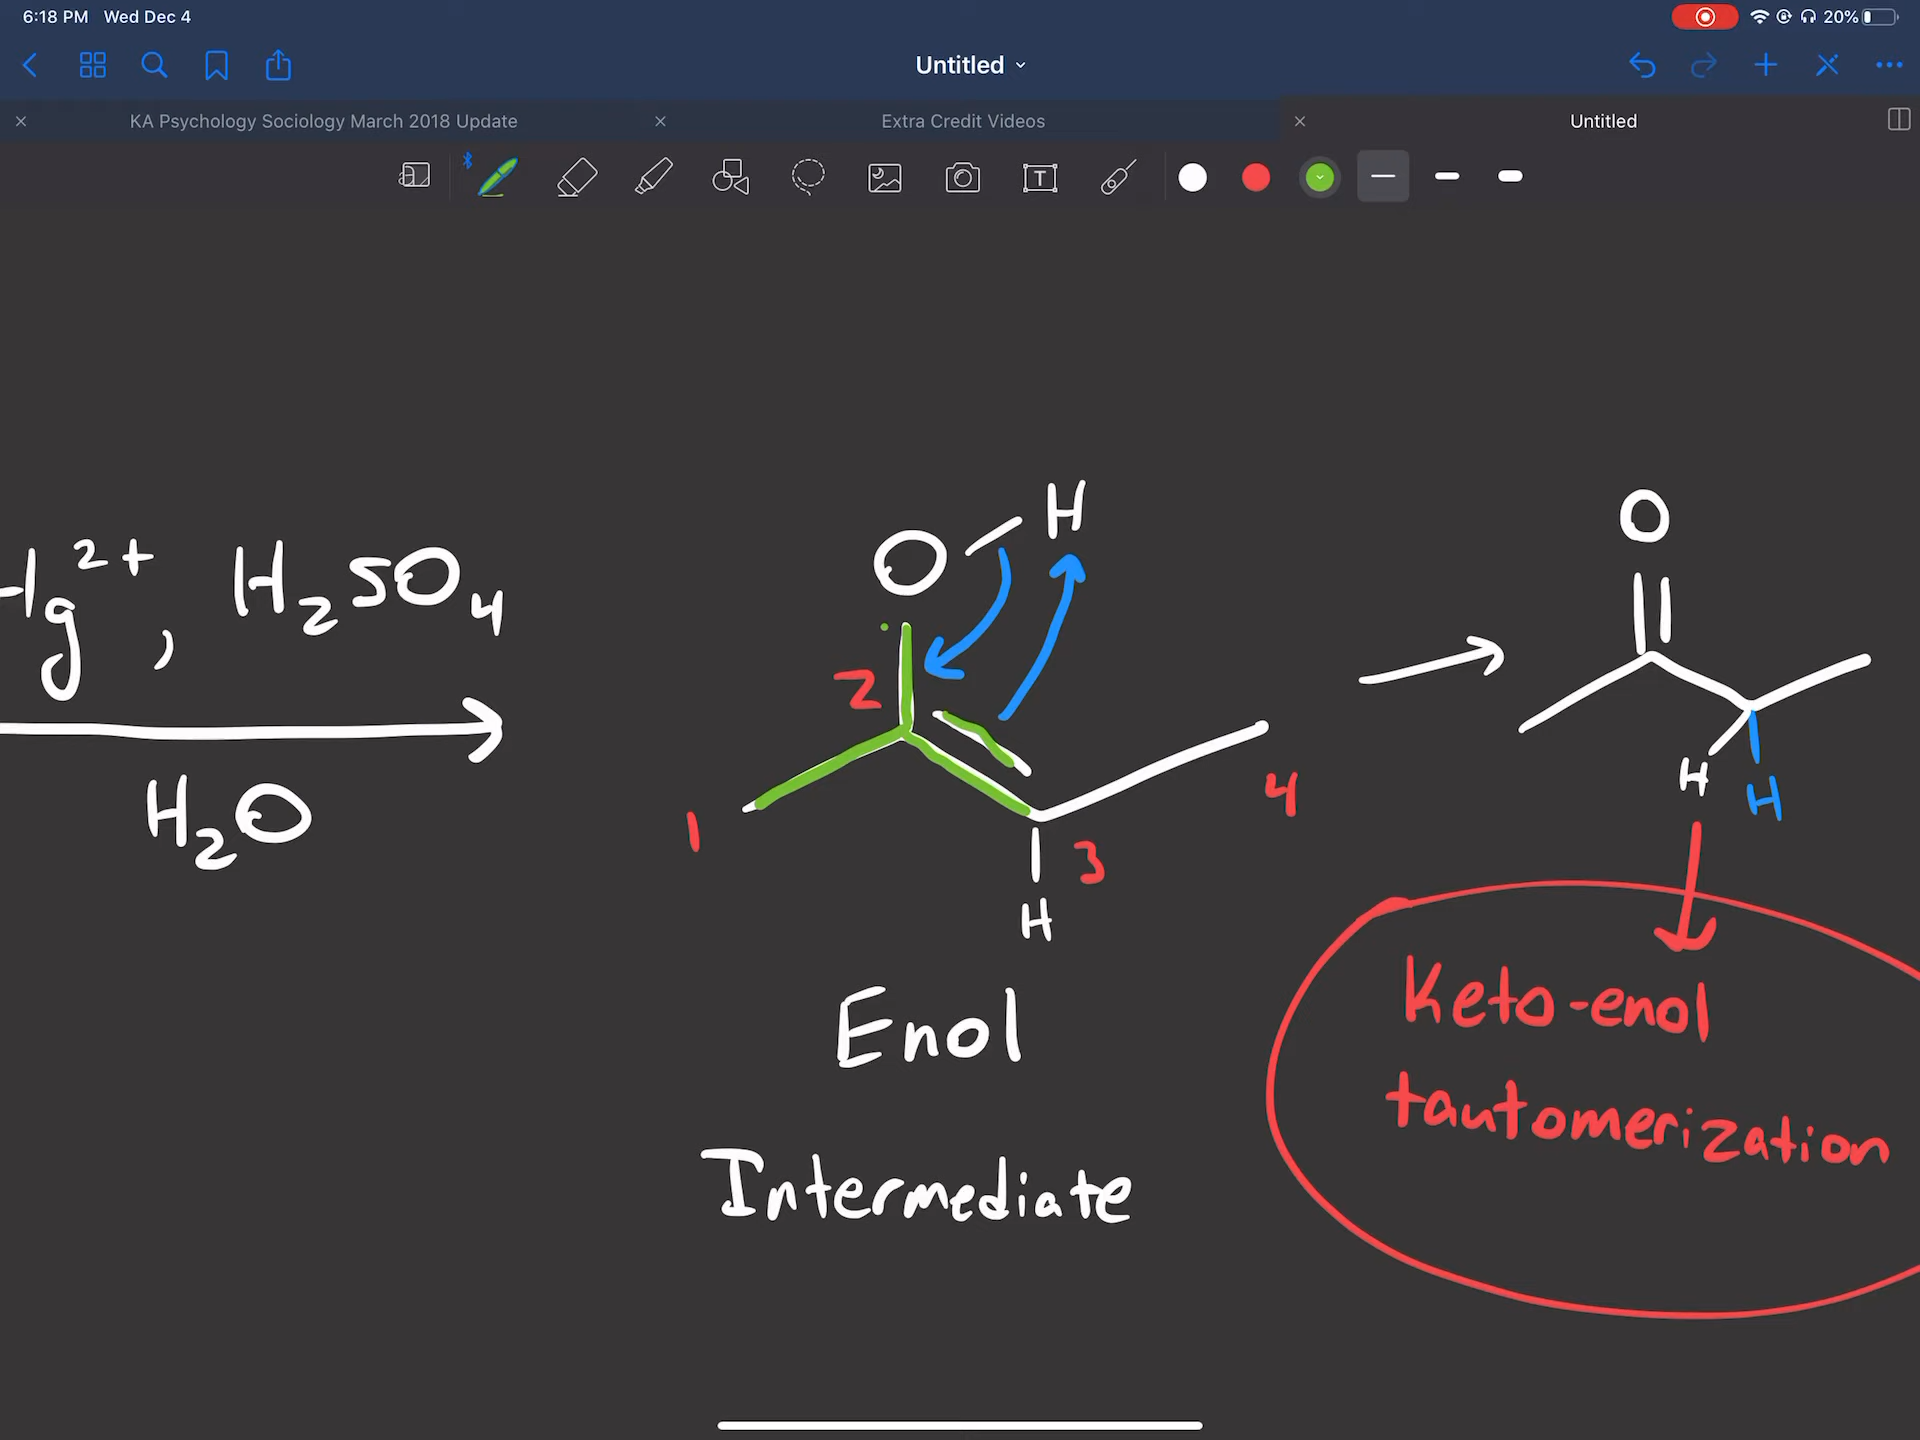 6:18 PM Wed Dec 4
20%
Untitled
KA Psychology Sociology March 2018 Update
Extra Credit Videos
Untitled
T
Hg²⁺, H₂SO₄
H₂O
O-H
2
1
3
4
H
Enol
Intermediate
O
H H
Keto-enol
tautomerization